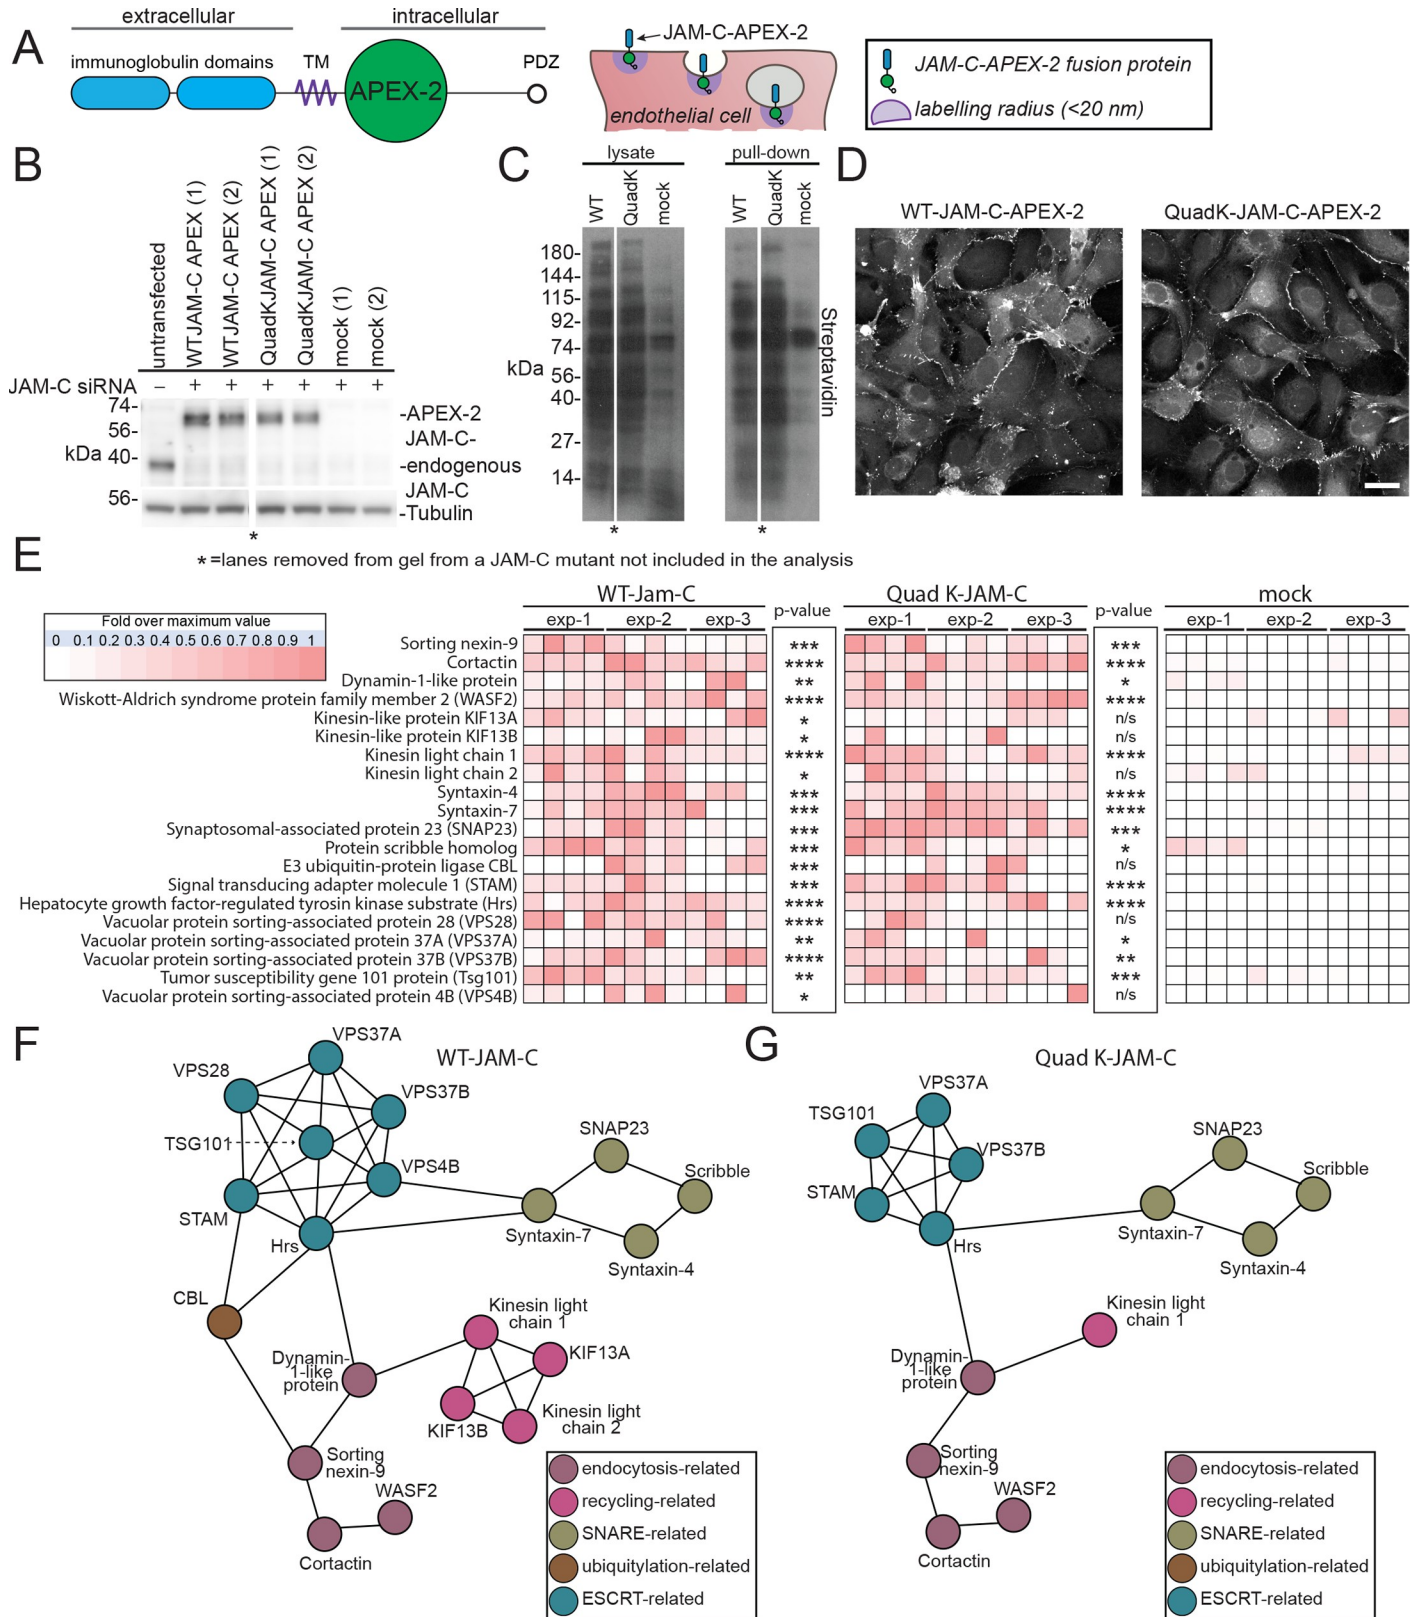 A
extracellular
intracellular
immunoglobulin domains
TM
APEX-2
PDZ
JAM-C-APEX-2
endothelial cell
JAM-C-APEX-2 fusion protein
labelling radius (<20 nm)
B
untransfected
WTJAM-C APEX (1)
WTJAM-C APEX (2)
QuadKJAM-C APEX (1)
QuadKJAM-C APEX (2)
mock (1)
mock (2)
JAM-C siRNA – + + + + + +
74-
56-
kDa 40-
56-
-APEX-2
JAM-C-
-endogenous
JAM-C
-Tubulin
*
C
lysate
pull-down
WT
QuadK
mock
WT
QuadK
mock
180-
144-
115-
92-
74-
kDa
56-
40-
27-
14-
Streptavidin
* *
D
WT-JAM-C-APEX-2
QuadK-JAM-C-APEX-2
*=lanes removed from gel from a JAM-C mutant not included in the analysis
E
Fold over maximum value
0 0.1 0.2 0.3 0.4 0.5 0.6 0.7 0.8 0.9 1
WT-Jam-C p-value Quad K-JAM-C p-value mock
exp-1 exp-2 exp-3 exp-1 exp-2 exp-3 exp-1 exp-2 exp-3
Sorting nexin-9 *** ***
Cortactin **** ****
Dynamin-1-like protein ** *
Wiskott-Aldrich syndrome protein family member 2 (WASF2) **** ****
Kinesin-like protein KIF13A * n/s
Kinesin-like protein KIF13B * n/s
Kinesin light chain 1 **** ****
Kinesin light chain 2 * n/s
Syntaxin-4 *** ****
Syntaxin-7 *** ****
Synaptosomal-associated protein 23 (SNAP23) *** ***
Protein scribble homolog *** *
E3 ubiquitin-protein ligase CBL *** n/s
Signal transducing adapter molecule 1 (STAM) *** ****
Hepatocyte growth factor-regulated tyrosin kinase substrate (Hrs) **** ****
Vacuolar protein sorting-associated protein 28 (VPS28) **** n/s
Vacuolar protein sorting-associated protein 37A (VPS37A) ** *
Vacuolar protein sorting-associated protein 37B (VPS37B) **** **
Tumor susceptibility gene 101 protein (Tsg101) ** ***
Vacuolar protein sorting-associated protein 4B (VPS4B) * n/s
F
WT-JAM-C
VPS37A
VPS28
VPS37B
TSG101
VPS4B
STAM
Hrs
SNAP23
Scribble
Syntaxin-7
Syntaxin-4
CBL
Kinesin light
chain 1
KIF13A
Dynamin-
1-like
protein
KIF13B
Kinesin light
chain 2
Sorting
nexin-9
WASF2
Cortactin
endocytosis-related
recycling-related
SNARE-related
ubiquitylation-related
ESCRT-related
G
Quad K-JAM-C
VPS37A
TSG101
VPS37B
STAM
Hrs
SNAP23
Scribble
Syntaxin-7
Syntaxin-4
Kinesin light
chain 1
Dynamin-
1-like
protein
Sorting
nexin-9
WASF2
Cortactin
endocytosis-related
recycling-related
SNARE-related
ubiquitylation-related
ESCRT-related